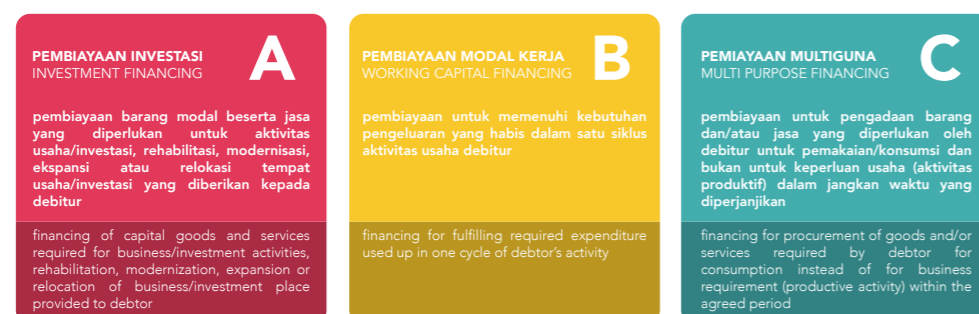 PEMBIAYAAN INVESTASI
INVESTMENT FINANCING
A
pembiayaan barang modal beserta jasa
yang diperlukan untuk aktivitas
usaha/investasi, rehabilitasi, modernisasi,
ekspansi atau relokasi tempat
usaha/investasi yang diberikan kepada
debitur
financing of capital goods and services
required for business/investment activities,
rehabilitation, modernization, expansion or
relocation of business/investment place
provided to debtor
PEMBIAYAAN MODAL KERJA
WORKING CAPITAL FINANCING
B
pembiayaan untuk memenuhi kebutuhan
pengeluaran yang habis dalam satu siklus
aktivitas usaha debitur
financing for fulfilling required expenditure
used up in one cycle of debtor's activity
PEMIAYAAN MULTIGUNA
MULTI PURPOSE FINANCING
C
pembiayaan untuk pengadaan barang
dan/atau jasa yang diperlukan oleh
debitur untuk pemakaian/konsumsi dan
bukan untuk keperluan usaha (aktivitas
produktif) dalam jangkan waktu yang
diperjanjikan
financing for procurement of goods and/or
services required by debtor for
consumption instead of for business
requirement (productive activity) within the
agreed period